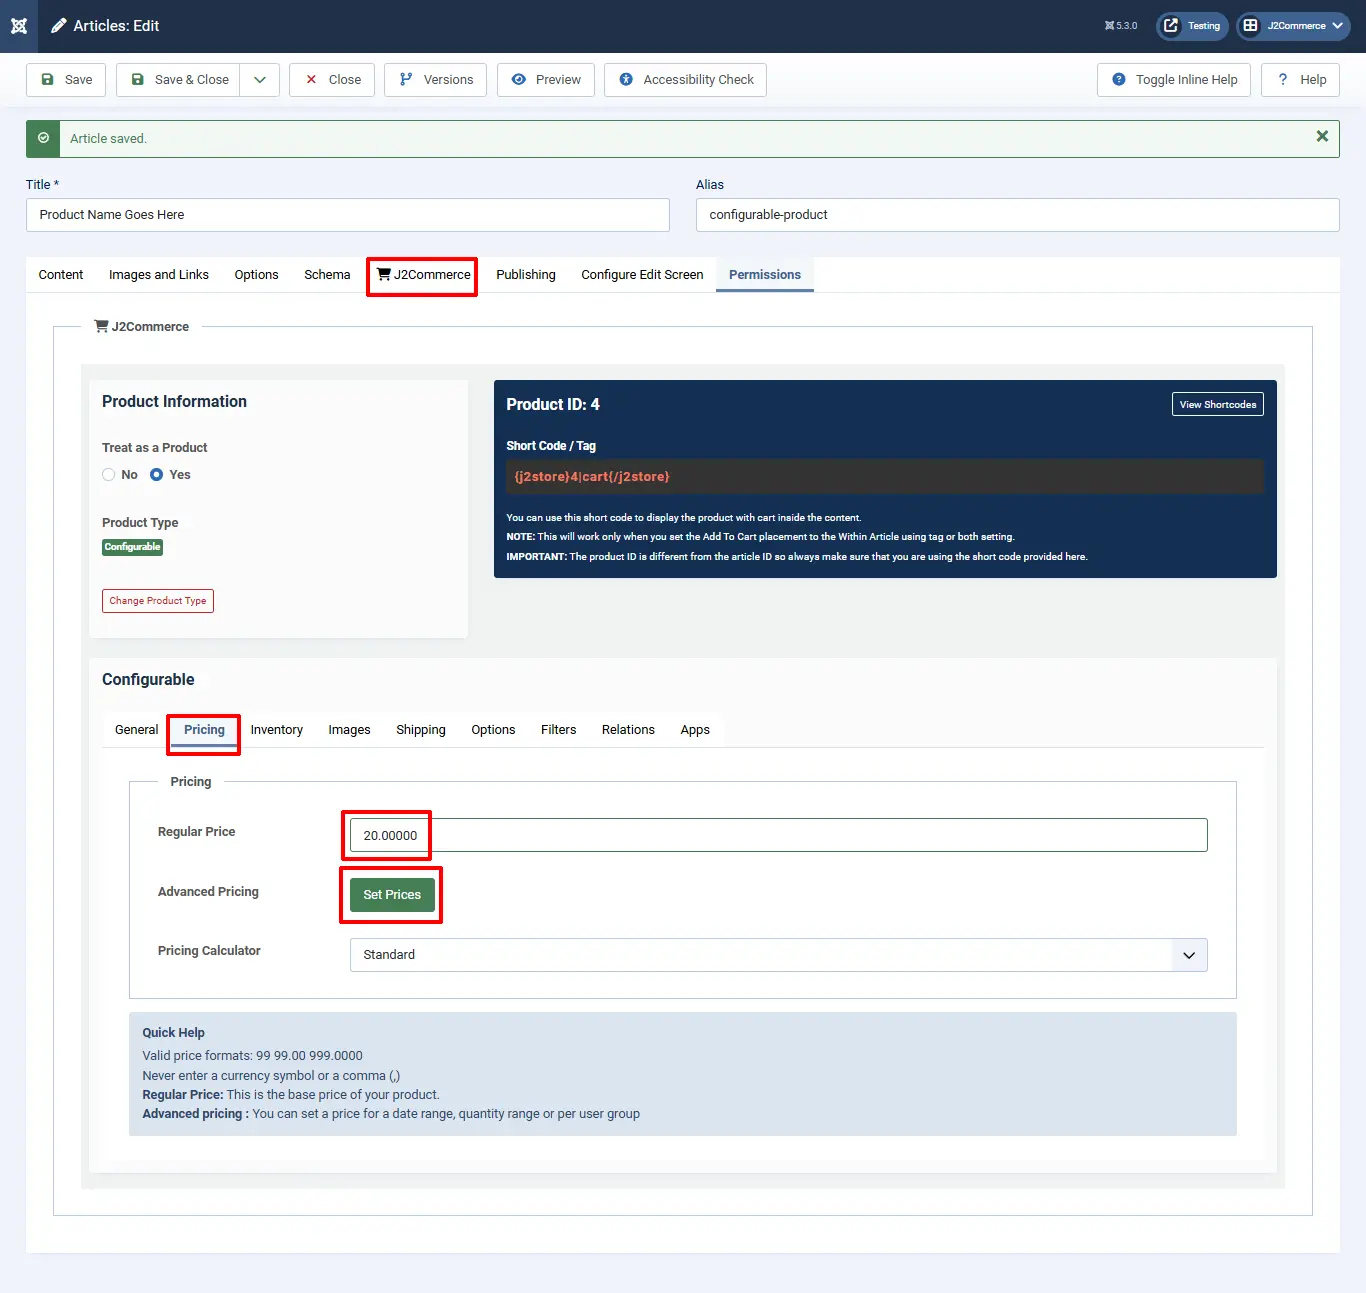 Articles: Edit
5.3.0
Testing
J2Commerce
Save
Save & Close
Close
Versions
Preview
Accessibility Check
Toggle Inline Help
? Help
Article saved.
Title *
Alias
Product Name Goes Here
configurable-product
Content
Images and Links
Options
Schema
J2Commerce
Publishing
Configure Edit Screen
Permissions
J2Commerce
Product Information
Treat as a Product
No
Yes
Product Type
Configurable
Change Product Type
Product ID: 4
View Shortcodes
Short Code / Tag
{j2store}4|cart{/j2store}
You can use this short code to display the product with cart inside the content.
NOTE: This will work only when you set the Add To Cart placement to the Within Article using tag or both setting.
IMPORTANT: The product ID is different from the article ID so always make sure that you are using the short code provided here.
Configurable
General
Pricing
Inventory
Images
Shipping
Options
Filters
Relations
Apps
Pricing
Regular Price
20.00000
Advanced Pricing
Set Prices
Pricing Calculator
Standard
Quick Help
Valid price formats: 99 99.00 999.0000
Never enter a currency symbol or a comma (,)
Regular Price: This is the base price of your product.
Advanced pricing : You can set a price for a date range, quantity range or per user group